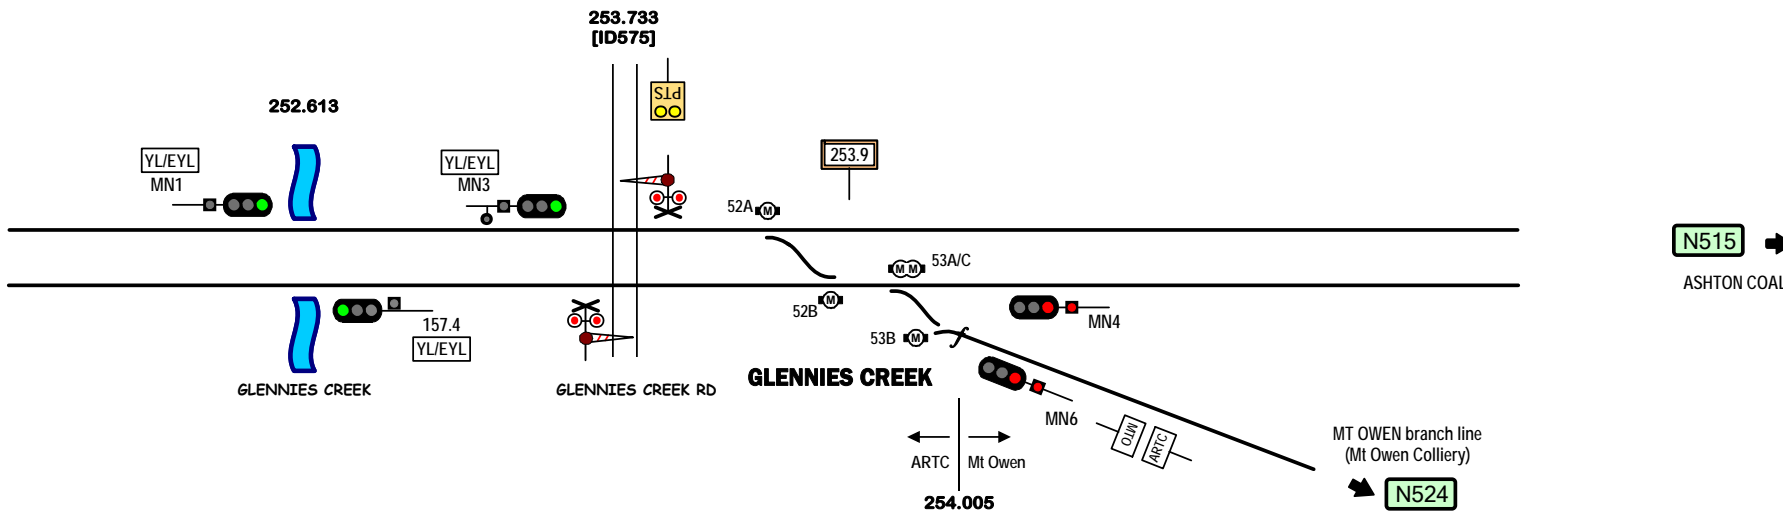 253.733
[ID575]
PTS
252.613
YL/EYL
MN1
YL/EYL
MN3
253.9
52A
M
N515
53A/C
M M
ASHTON COAL
52B
M
157.4
YL/EYL
MN4
53B
M
GLENNIES CREEK
GLENNIES CREEK RD
GLENNIES CREEK
MN6
MTO
ARTC
ARTC
Mt Owen
254.005
MT OWEN branch line
(Mt Owen Colliery)
N524